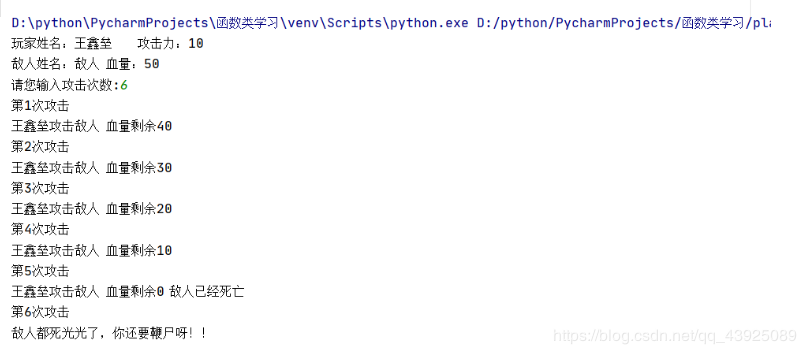 D:\python\PycharmProjects\函数类学习\venv\Scripts\python.exe D:/python/PycharmProjects/函数类学习/pla
玩家姓名：王鑫垒 攻击力：10
敌人姓名：敌人 血量：50
请您输入攻击次数:6
第1次攻击
王鑫垒攻击敌人 血量剩余40
第2次攻击
王鑫垒攻击敌人 血量剩余30
第3次攻击
王鑫垒攻击敌人 血量剩余20
第4次攻击
王鑫垒攻击敌人 血量剩余10
第5次攻击
王鑫垒攻击敌人 血量剩余0 敌人已经死亡
第6次攻击
敌人都死光光了，你还要鞭尸呀！！
https://blog.csdn.net/qq_43925089